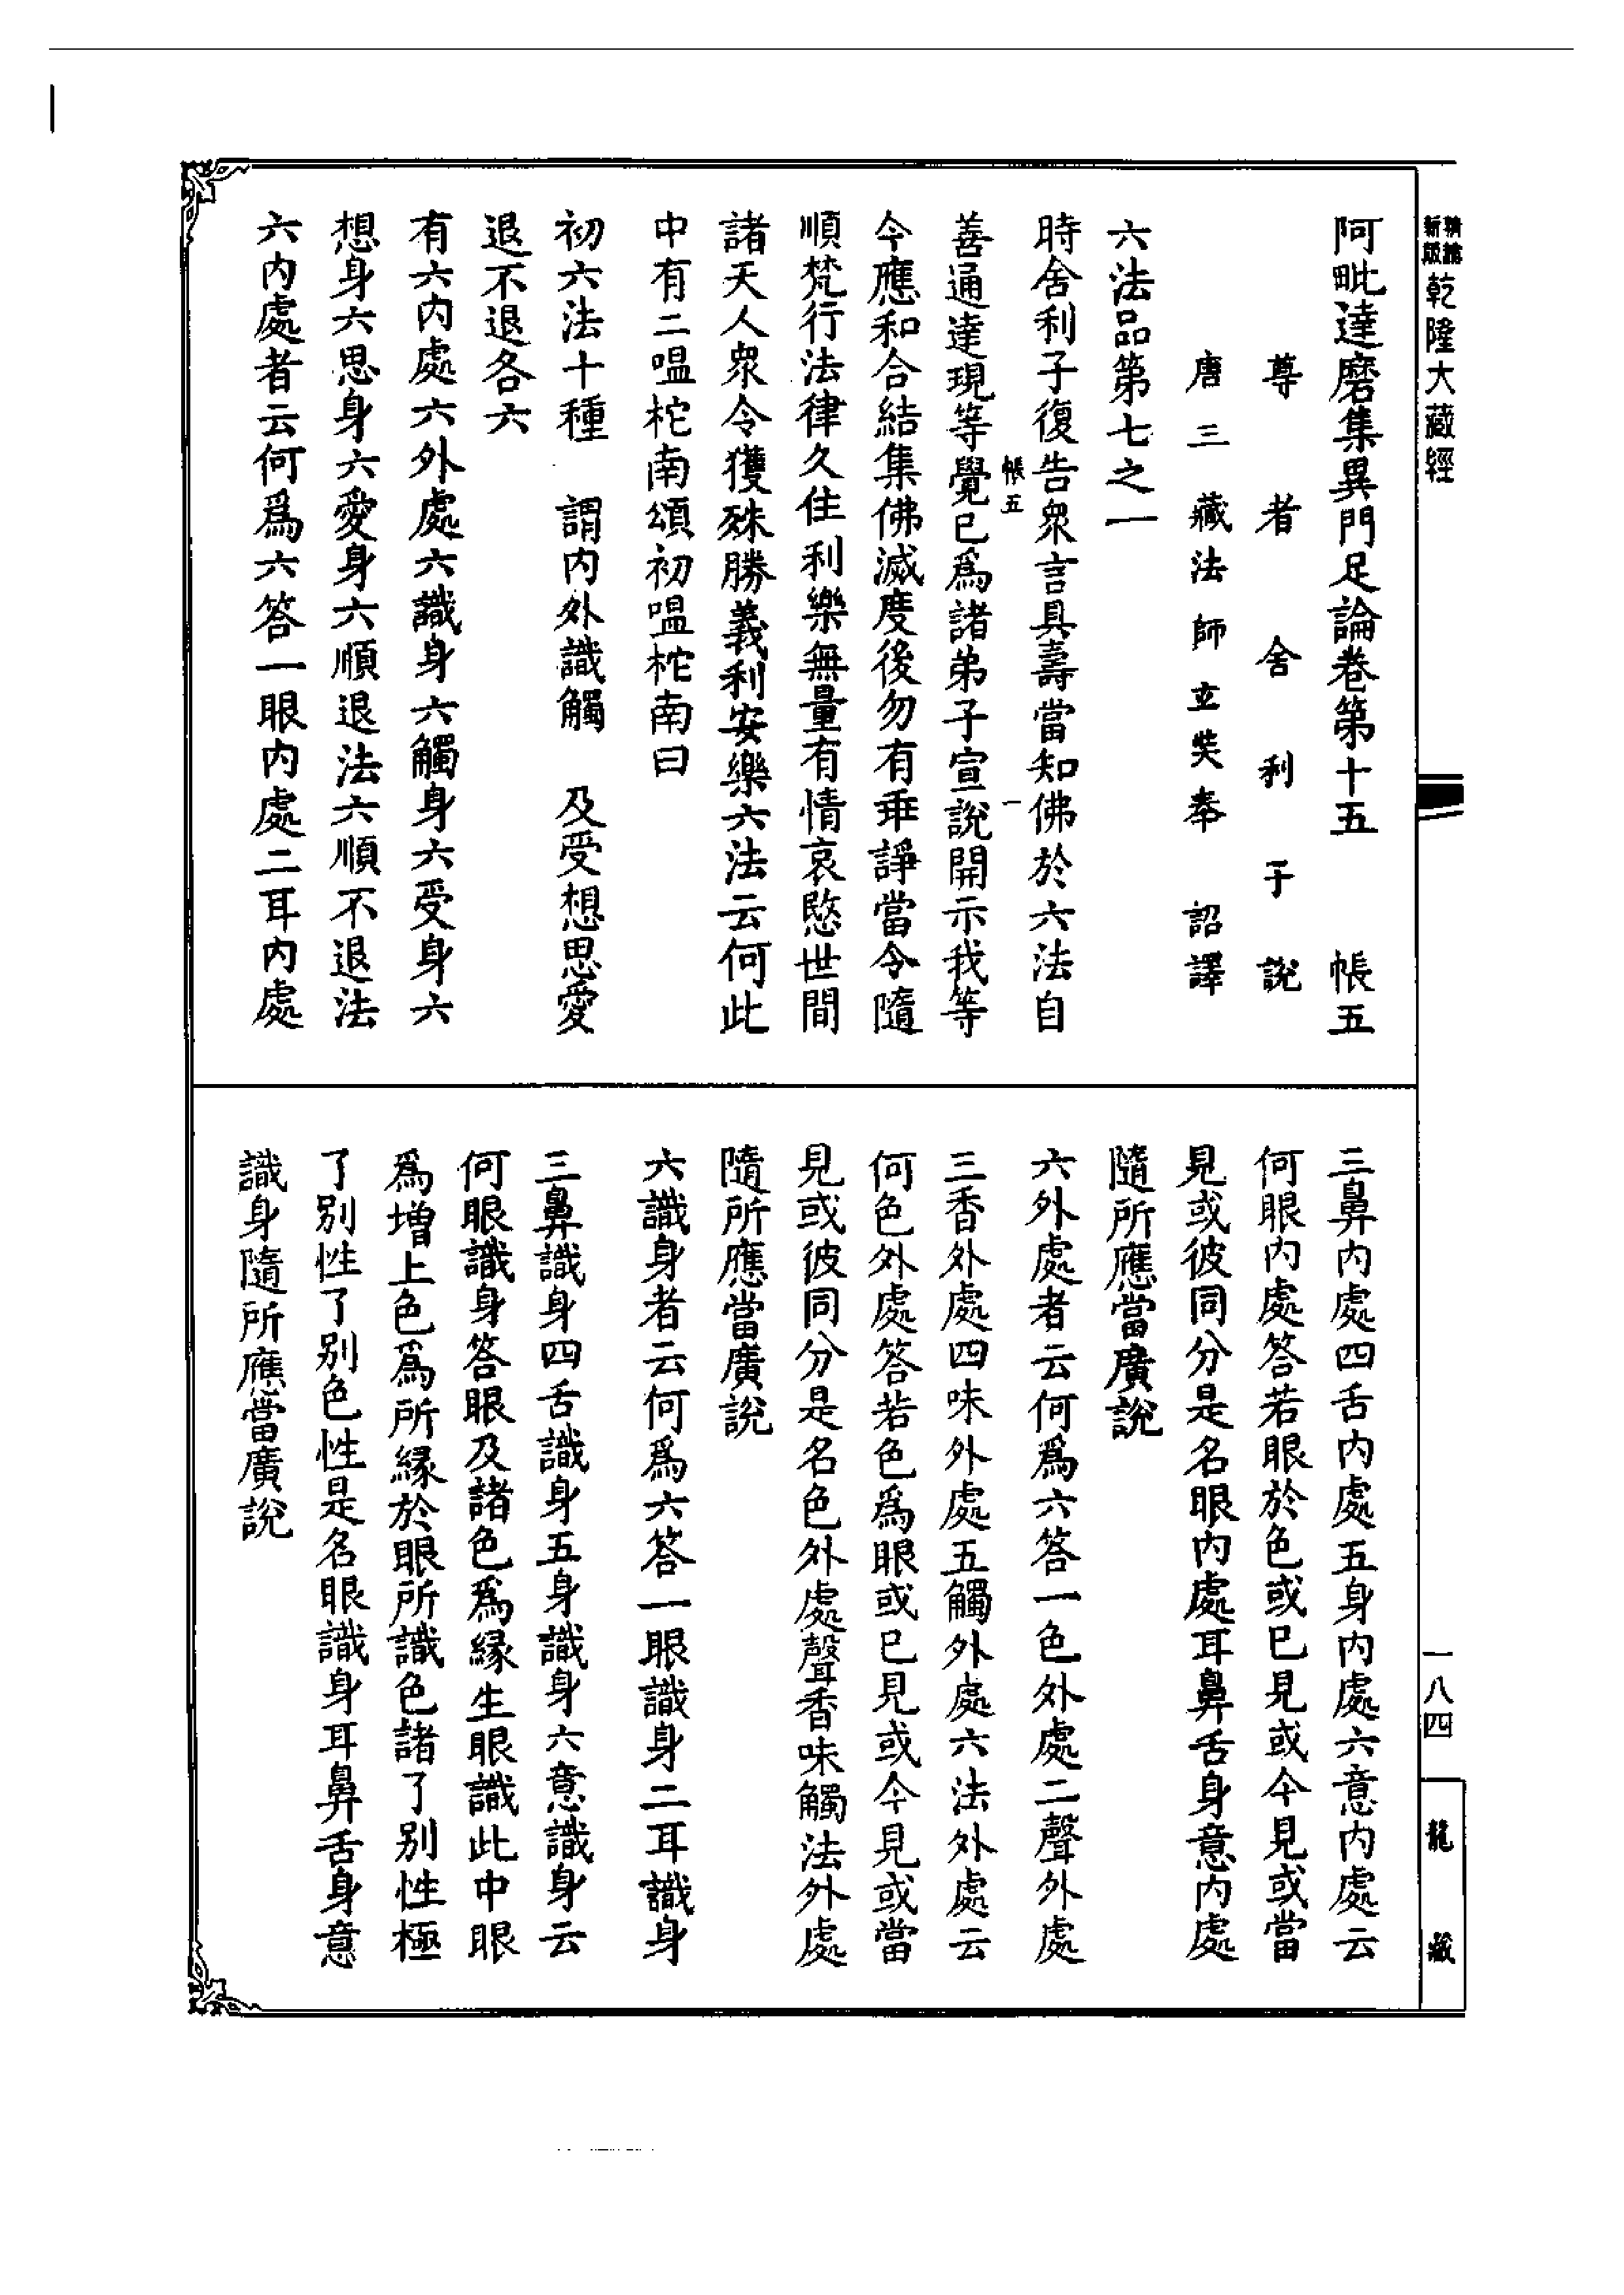 乾隆大藏經
一八四
龍藏
阿毗達磨集異門足論卷第十五 帳五
尊者舍利子說
唐三藏法師玄奘奉 詔譯
六法品第七之一
時舍利子復告眾言具壽當知佛於六法自
帳五 一
善通達現等覺已為諸弟子宣說開示我等
今應和合結集佛滅度後勿有乖諍當令隨
順梵行法律久住利樂無量有情哀愍世間
諸天人眾令獲殊勝義利安樂六法云何此
中有二嗢柁南頌初嗢柁南曰
初六法十種 謂內外識觸 及受想思愛
退不退各六
有六內處六外處六識身六觸身六受身六
想身六思身六愛身六順退法六順不退法
六內處者云何為六答一眼內處二耳內處
三鼻內處四舌內處五身內處六意內處云
何眼內處答若眼於色或已見或今見或當
見或彼同分是名眼內處耳鼻舌身意內處
隨所應當廣說
六外處者云何為六答一色外處二聲外處
三香外處四味外處五觸外處六法外處云
何色外處答若色為眼或已見或今見或當
見或彼同分是名色外處聲香味觸法外處
隨所應當廣說
六識身者云何為六答一眼識身二耳識身
三鼻識身四舌識身五身識身六意識身云
何眼識身答眼及諸色為緣生眼識此中眼
為增上色為所緣於眼所識色諸了別性極
了別性了別色性是名眼識身耳鼻舌身意
識身隨所應當廣說